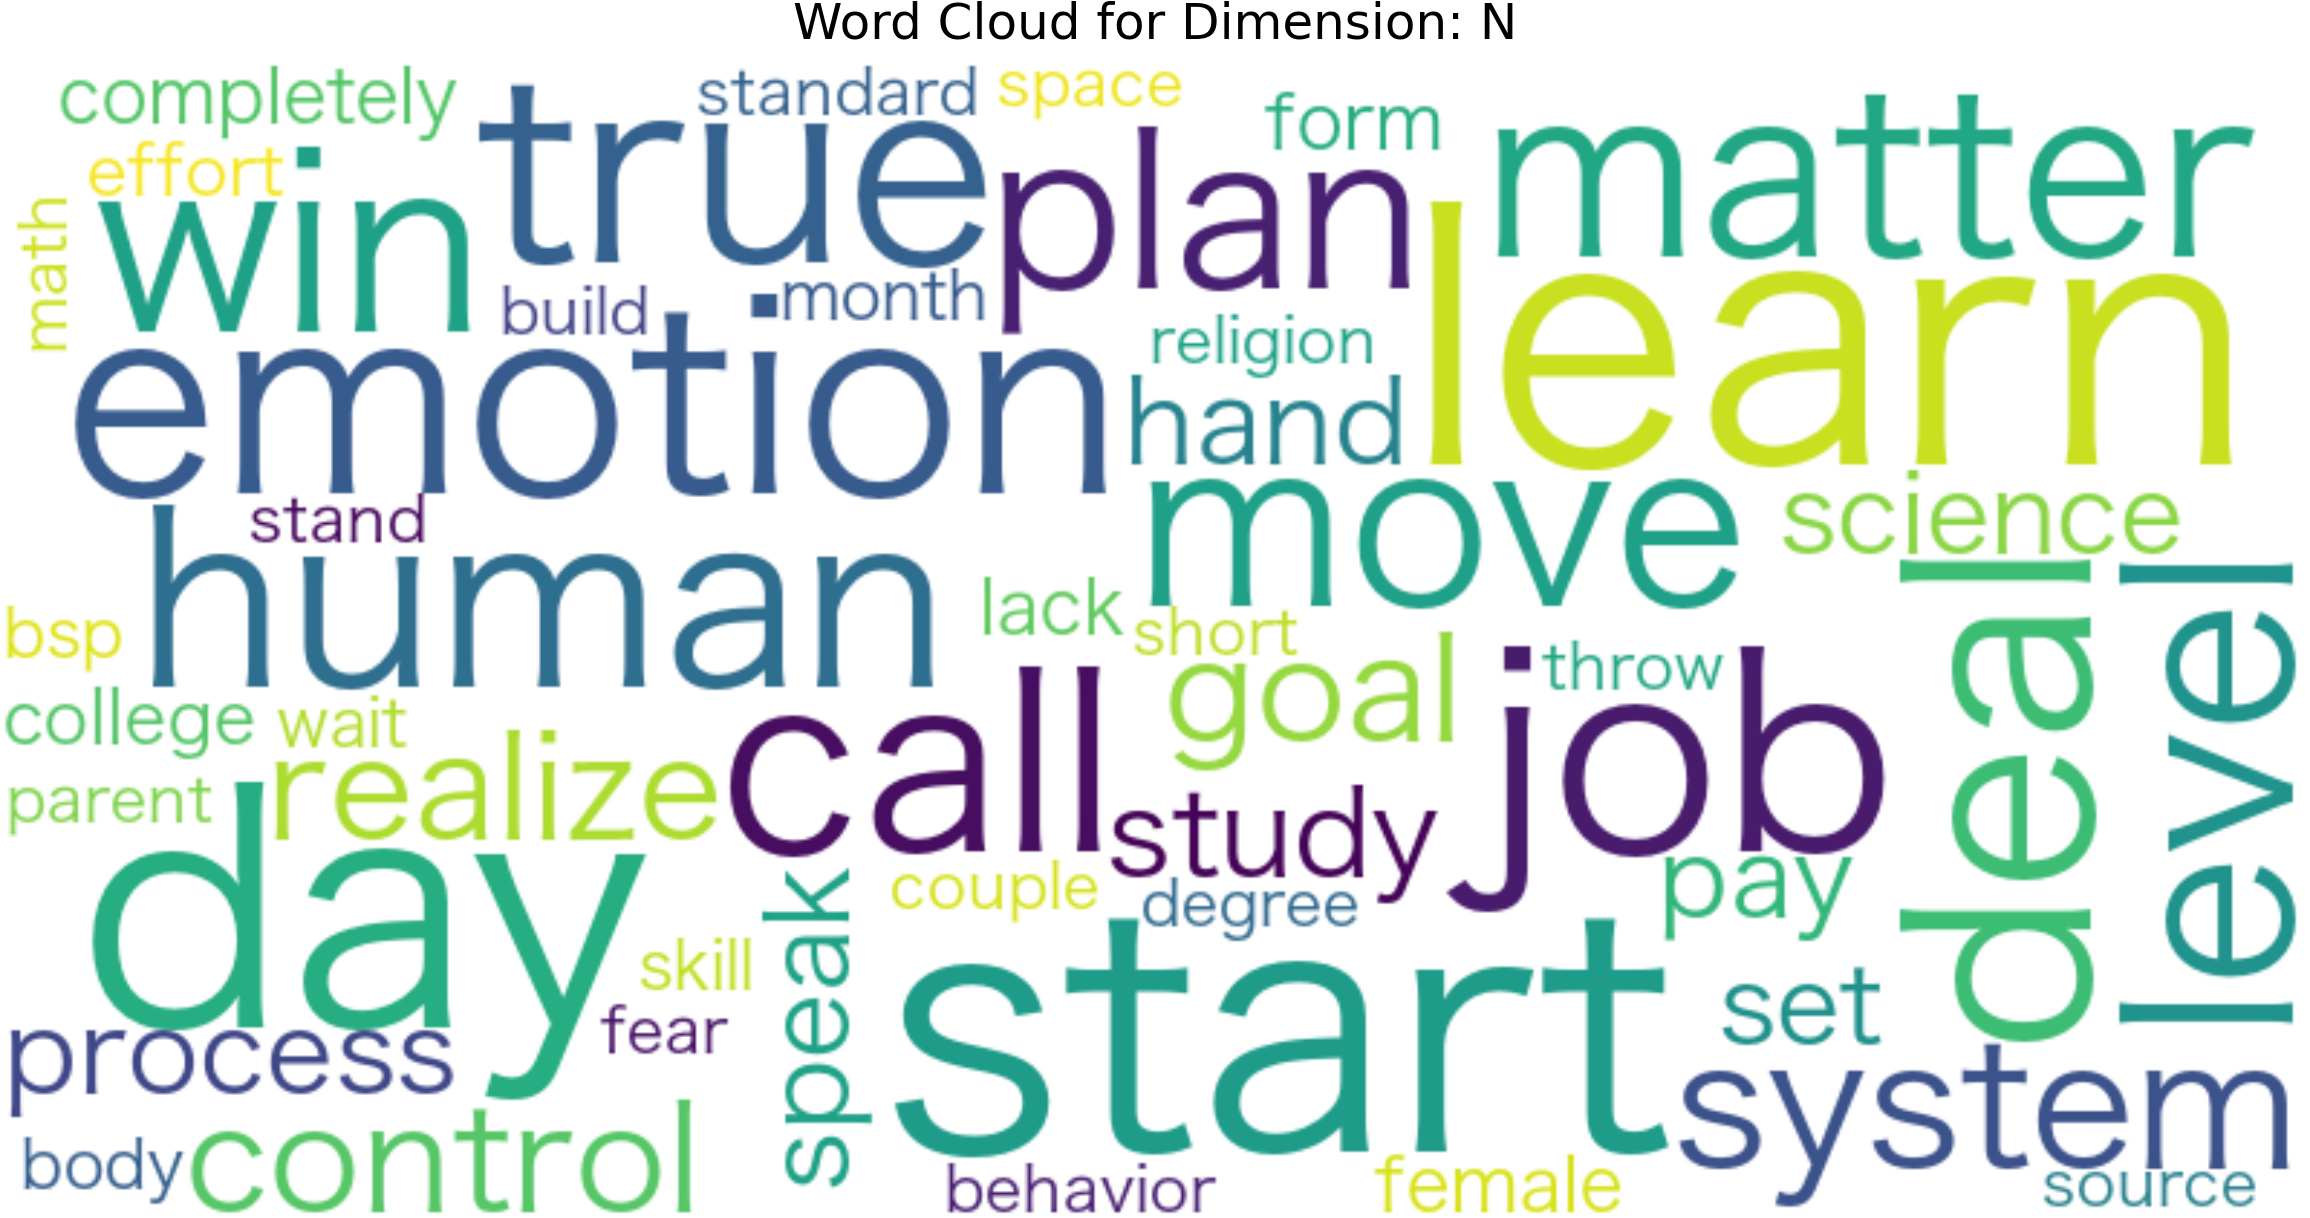 Word Cloud for Dimension: N
completely
true
standard
space
form
matter
effort
win
plan
learn
math
build
month
emotion
religion
hand
stand
move
science
human
lack
short
bsp
deal
level
college
wait
goal
throw
job
parent
realize
call
study
day
couple
degree
pay
skill
speak
start
set
process
fear
system
body
control
behavior
female
source